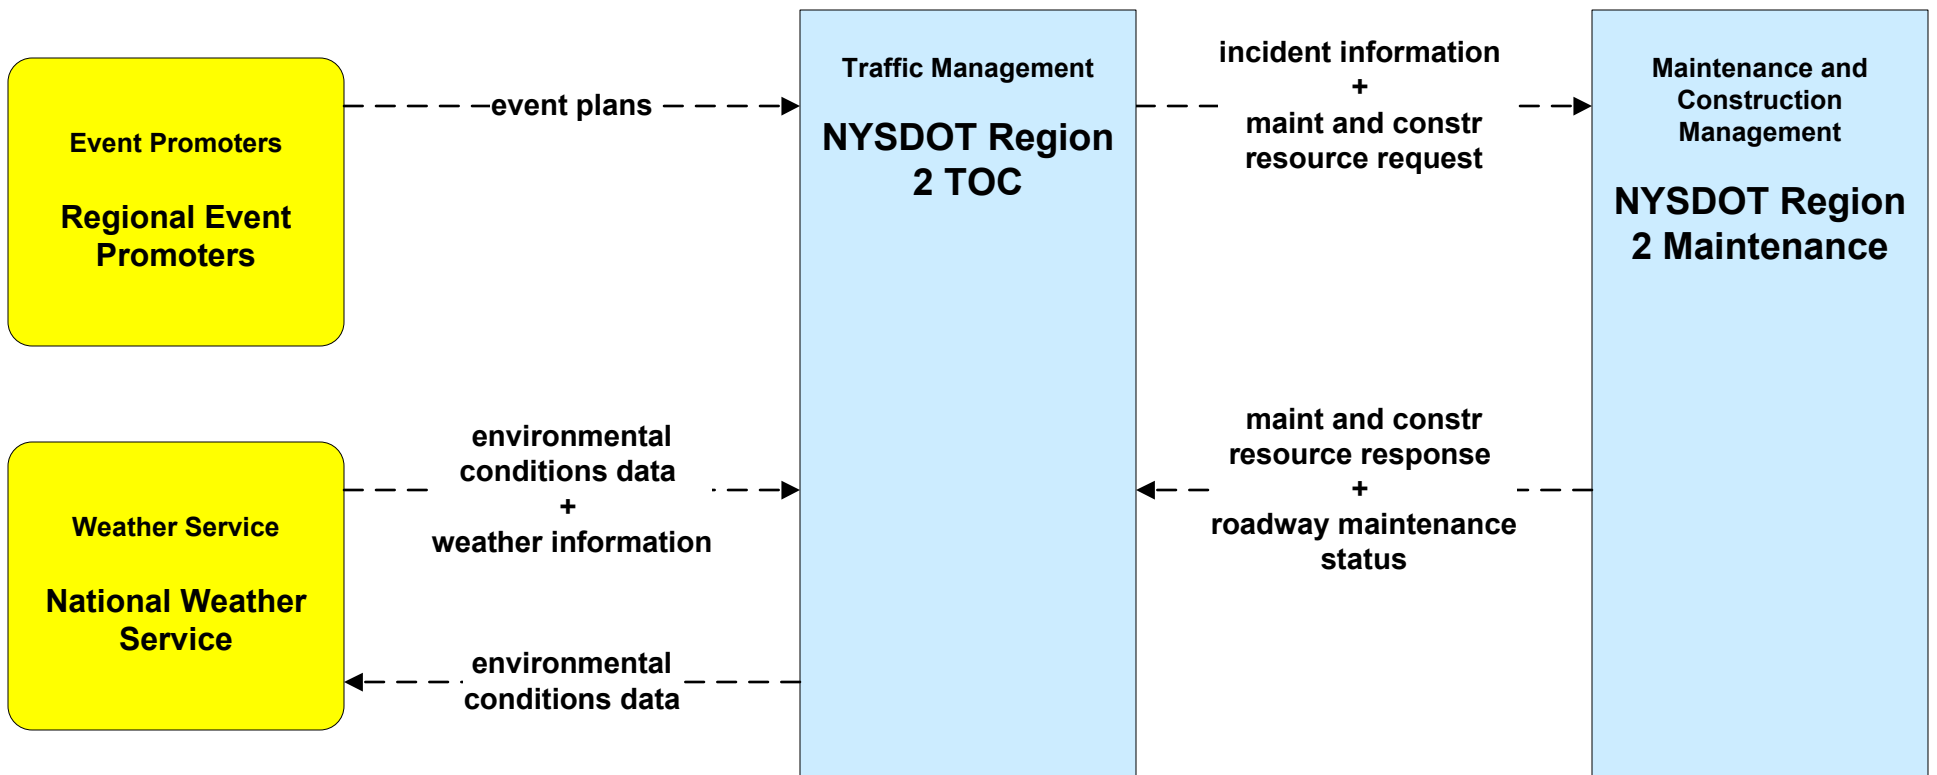 Event Promoters
Regional Event
Promoters
event plans
Traffic Management
NYSDOT Region
2 TOC
incident information
+
maint and constr
resource request
Maintenance and
Construction
Management
NYSDOT Region
2 Maintenance
Weather Service
National Weather
Service
environmental
conditions data
+
weather information
environmental
conditions data
maint and constr
resource response
+
roadway maintenance
status